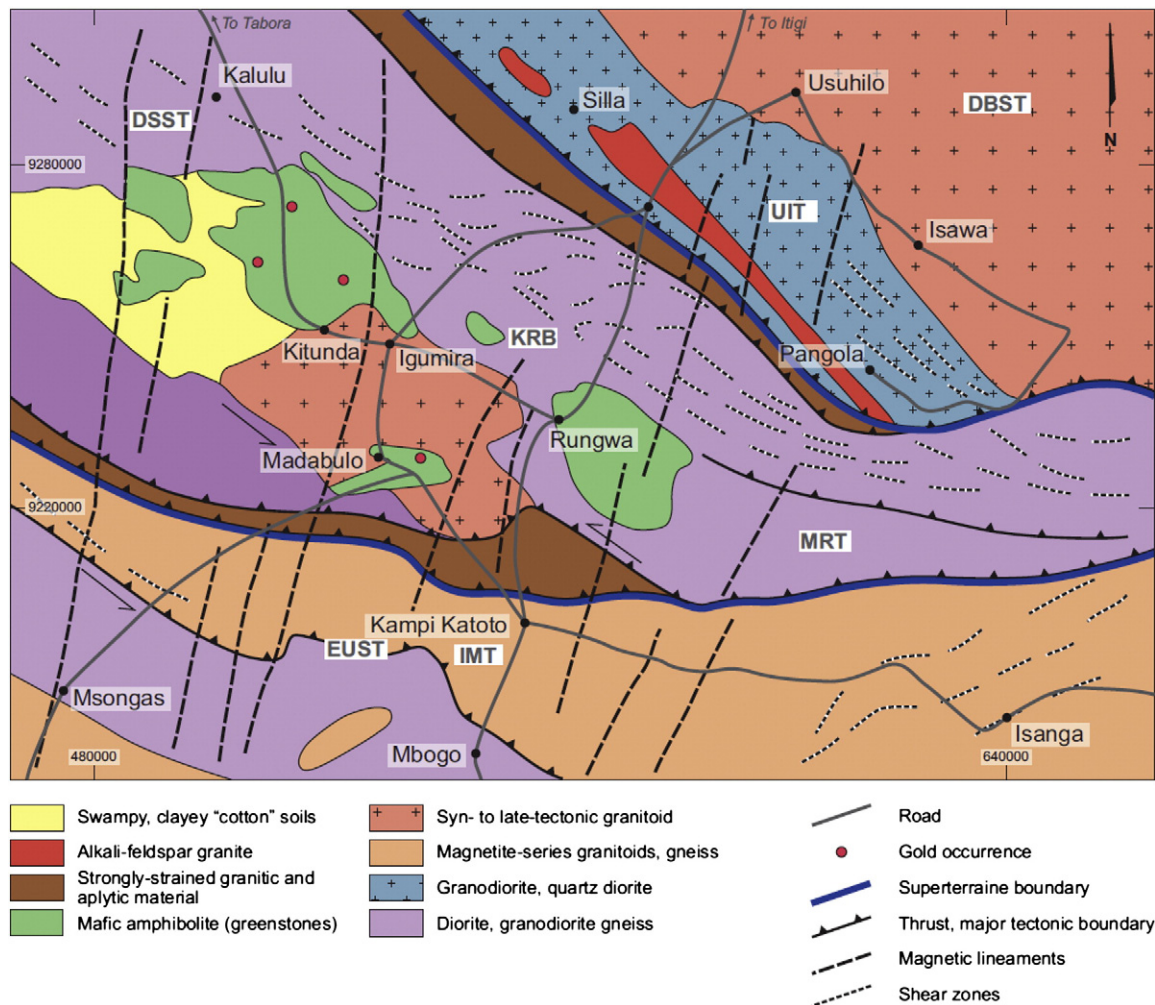 To Tabora
To Itigi
Kalulu
Usuhilo
Silla
DBST
DSST
N
9280000
UIT
Isawa
KRB
Kitunda
Igumira
Pangola
Rungwa
Madabulo
9220000
MRT
Kampi Katoto
EUST
IMT
Msongas
Isanga
Mbogo
480000
640000
Swampy, clayey “cotton” soils
Alkali-feldspar granite
Strongly-strained granitic and
aplytic material
Mafic amphibolite (greenstones)
Syn- to late-tectonic granitoid
Magnetite-series granitoids, gneiss
Granodiorite, quartz diorite
Diorite, granodiorite gneiss
Road
Gold occurrence
Superterraine boundary
Thrust, major tectonic boundary
Magnetic lineaments
Shear zones